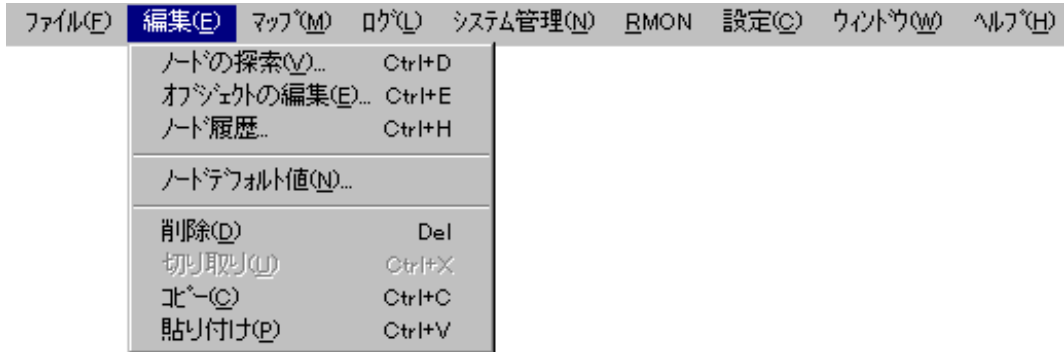 ﾌｧｲﾙ(F) 編集(E) ﾏｯﾌﾟ(M) ﾛｸﾞ(L) ｼｽﾃﾑ管理(N) RMON 設定(C) ｳｨﾝﾄﾞｳ(W) ﾍﾙﾌﾟ(H)
ﾉｰﾄﾞの探索(V)... Ctrl+D
ｵﾌﾞｼﾞｪｸﾄの編集(E)... Ctrl+E
ﾉｰﾄﾞ履歴... Ctrl+H
ﾉｰﾄﾞﾃﾞﾌｫﾙﾄ値(N)...
削除(D) Del
切り取り(U) Ctrl+X
ｺﾋﾟｰ(C) Ctrl+C
貼り付け(P) Ctrl+V